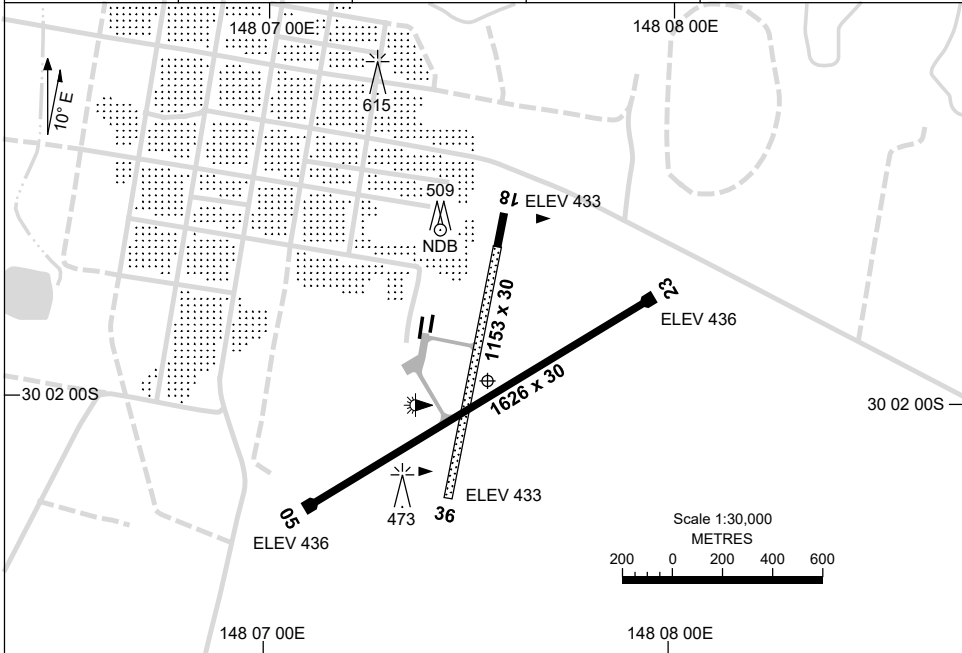 148 07 00E
148 08 00E
10° E
615
509
NDB
18
ELEV 433
1153 x 30
23
ELEV 436
1626 x 30
30 02 00S
30 02 00S
473
36
ELEV 433
05
ELEV 436
Scale 1:30,000
METRES
200 0 200 400 600
148 07 00E
148 08 00E